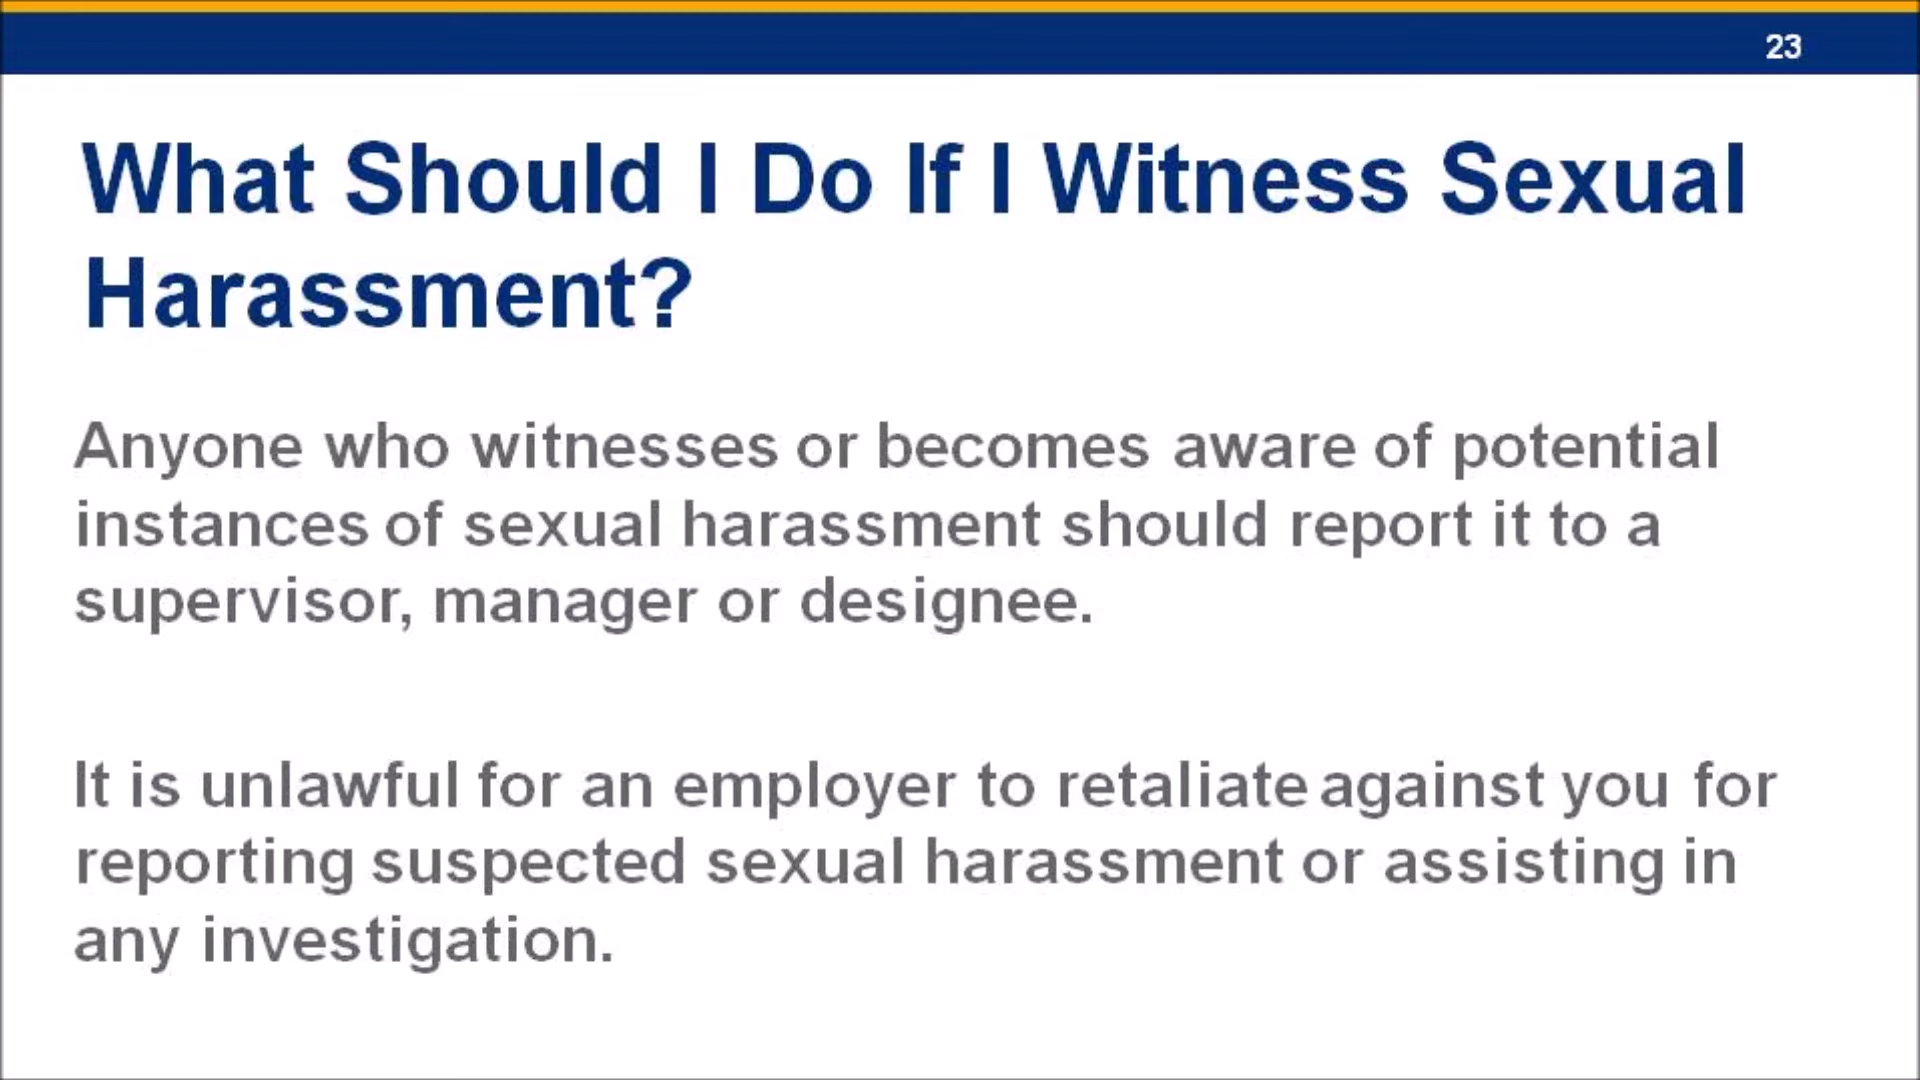 23
What Should I Do If I Witness Sexual
Harassment?
Anyone who witnesses or becomes aware of potential
instances of sexual harassment should report it to a
supervisor, manager or designee.
It is unlawful for an employer to retaliate against you for
reporting suspected sexual harassment or assisting in
any investigation.